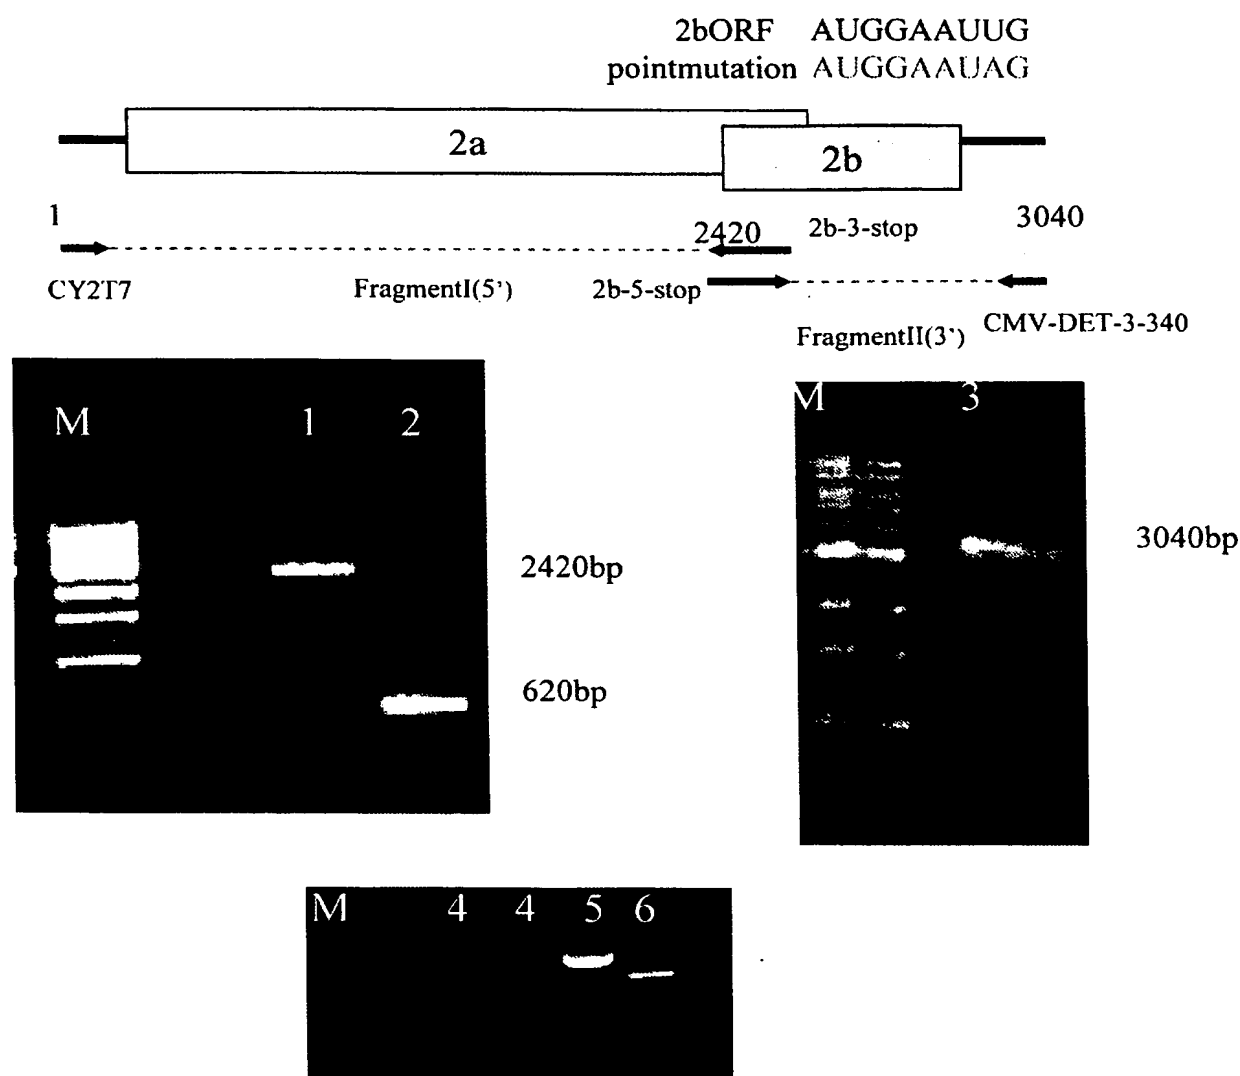 2bORF AUGGAAUUG
pointmutation AUGGAAUAG
2a
2b
1
2420
2b-3-stop
3040
CY2T7
FragmentI(5')
2b-5-stop
FragmentII(3')
CMV-DET-3-340
M 1 2
M 3
2420bp
3040bp
620bp
M 4 4 5 6